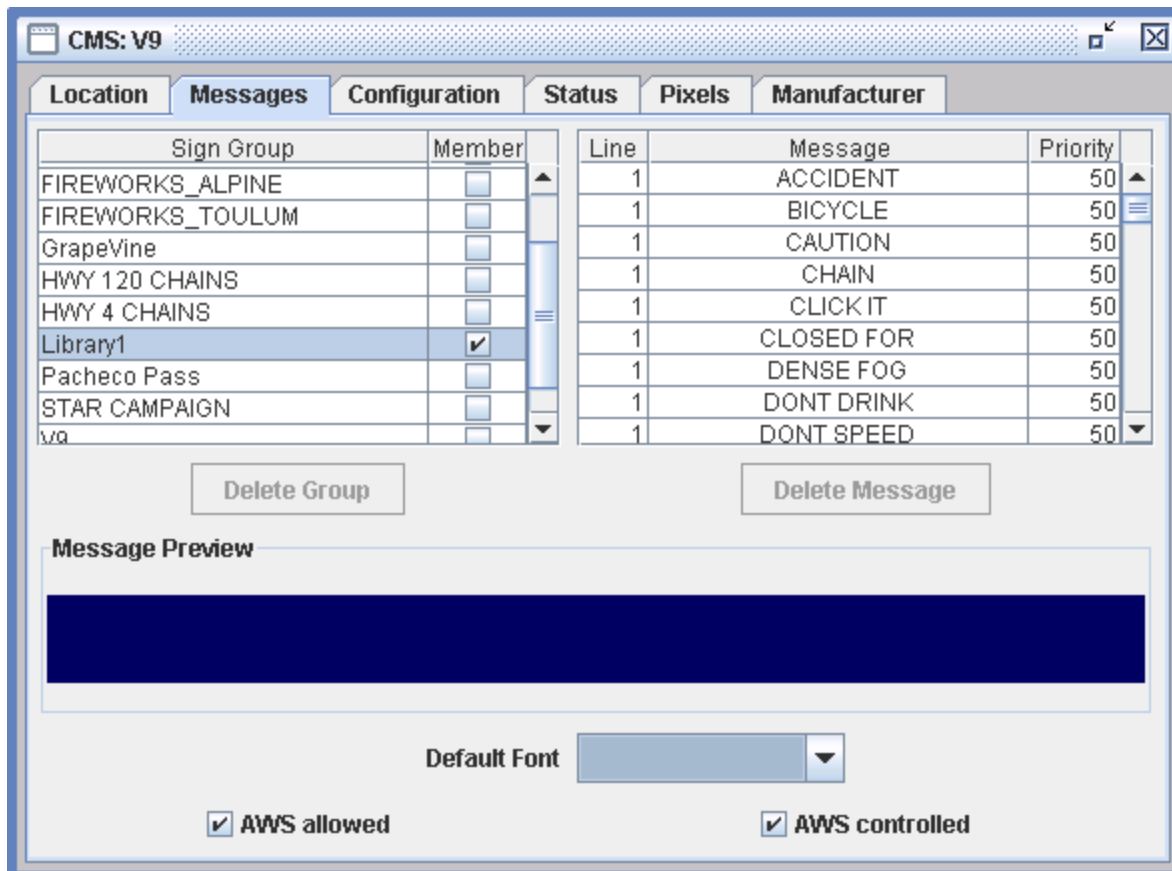 CMS: V9
Location Messages Configuration Status Pixels Manufacturer
Sign Group Member
FIREWORKS_ALPINE
FIREWORKS_TOULUM
GrapeVine
HWY 120 CHAINS
HWY 4 CHAINS
Library1
Pacheco Pass
STAR CAMPAIGN
V9
Delete Group
Line Message Priority
1 ACCIDENT 50
1 BICYCLE 50
1 CAUTION 50
1 CHAIN 50
1 CLICK IT 50
1 CLOSED FOR 50
1 DENSE FOG 50
1 DONT DRINK 50
1 DONT SPEED 50
Delete Message
Message Preview
Default Font
AWS allowed AWS controlled